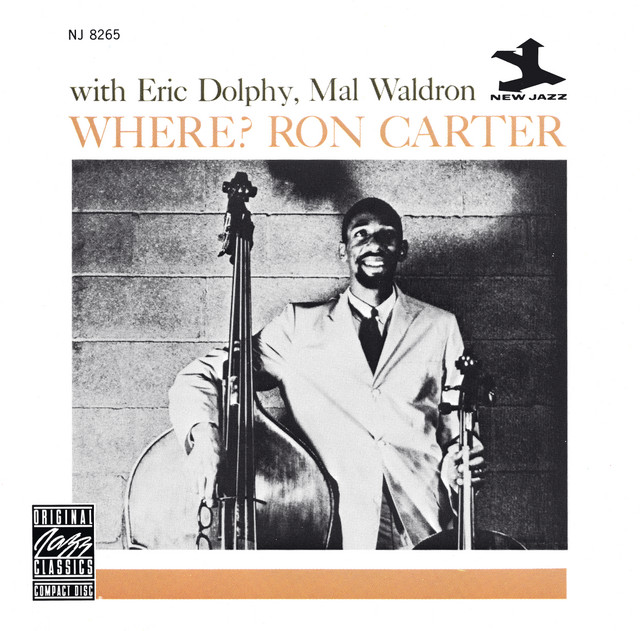 NJ 8265
with Eric Dolphy, Mal Waldron
NEW JAZZ
WHERE? RON CARTER
ORIGINAL
Jazz
CLASSICS
COMPACT DISC